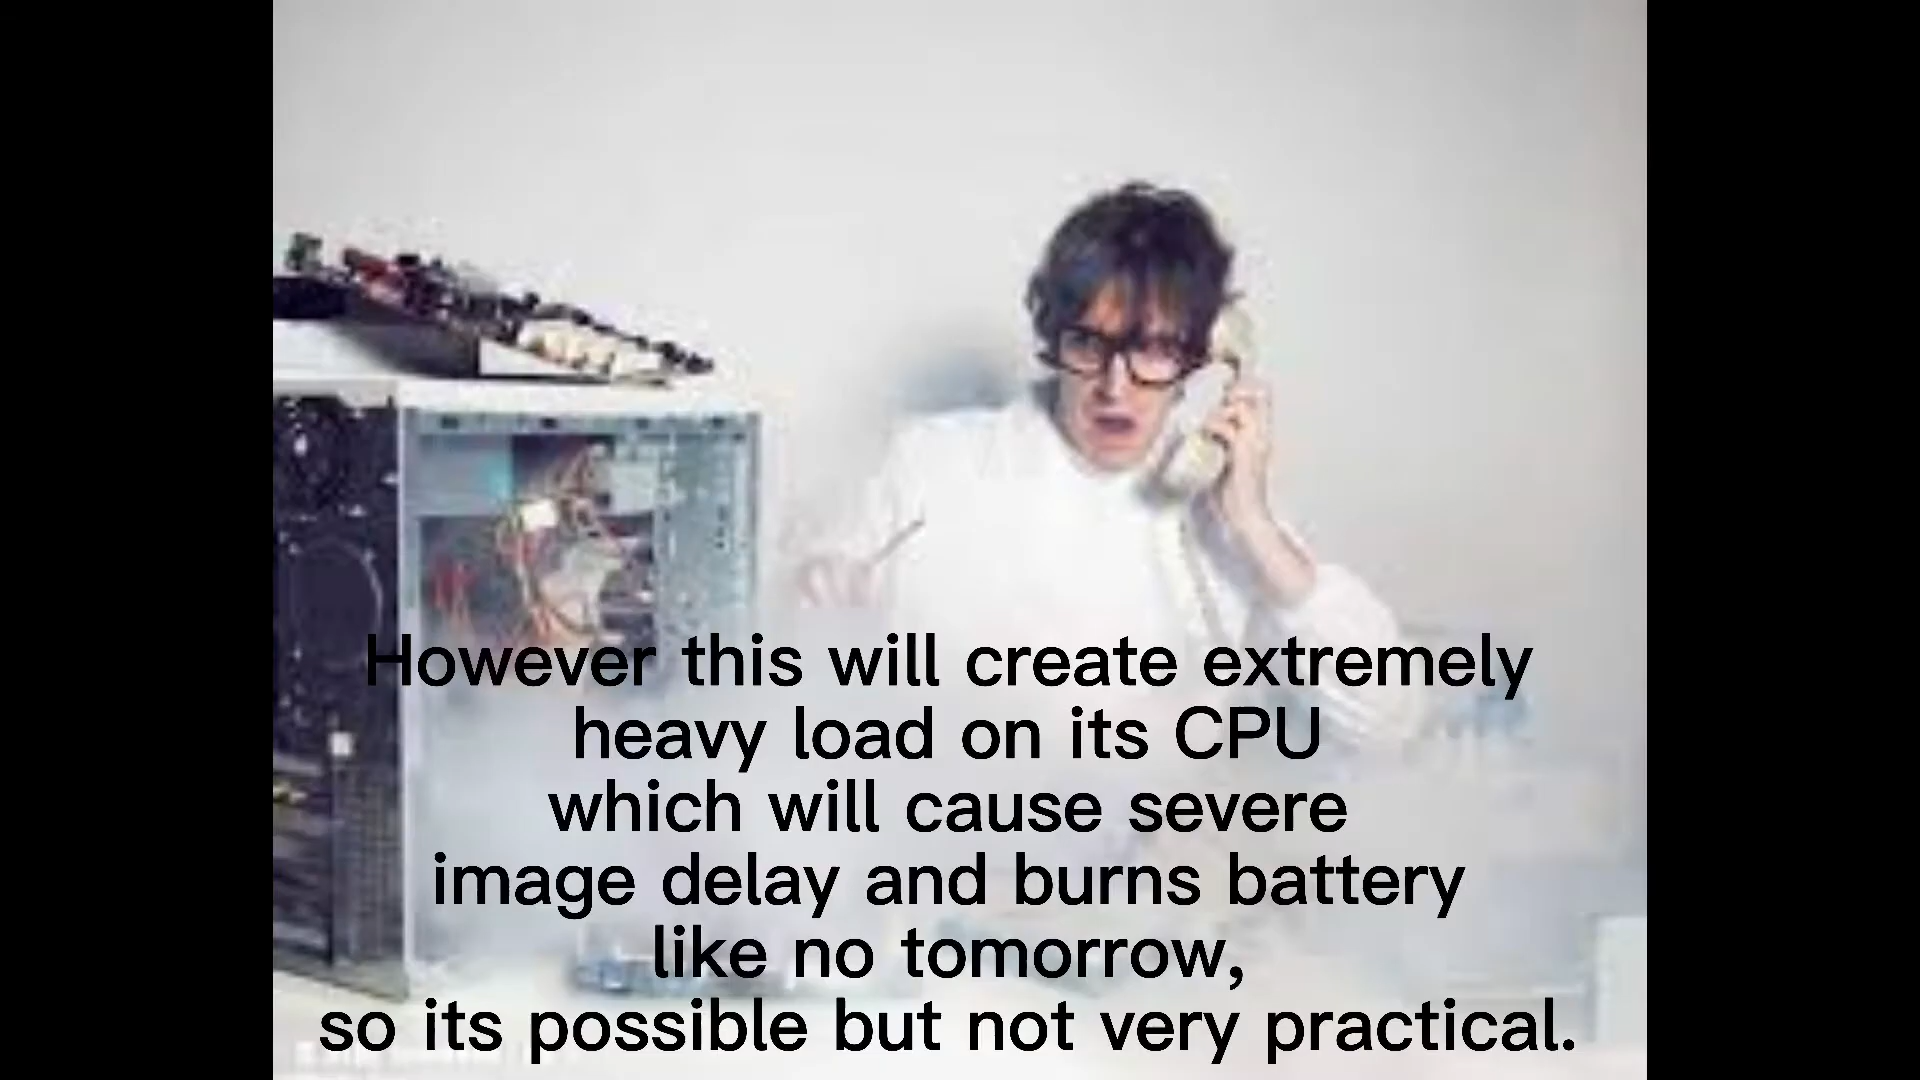 However this will create extremely
heavy load on its CPU
which will cause severe
image delay and burns battery
like no tomorrow,
so its possible but not very practical.